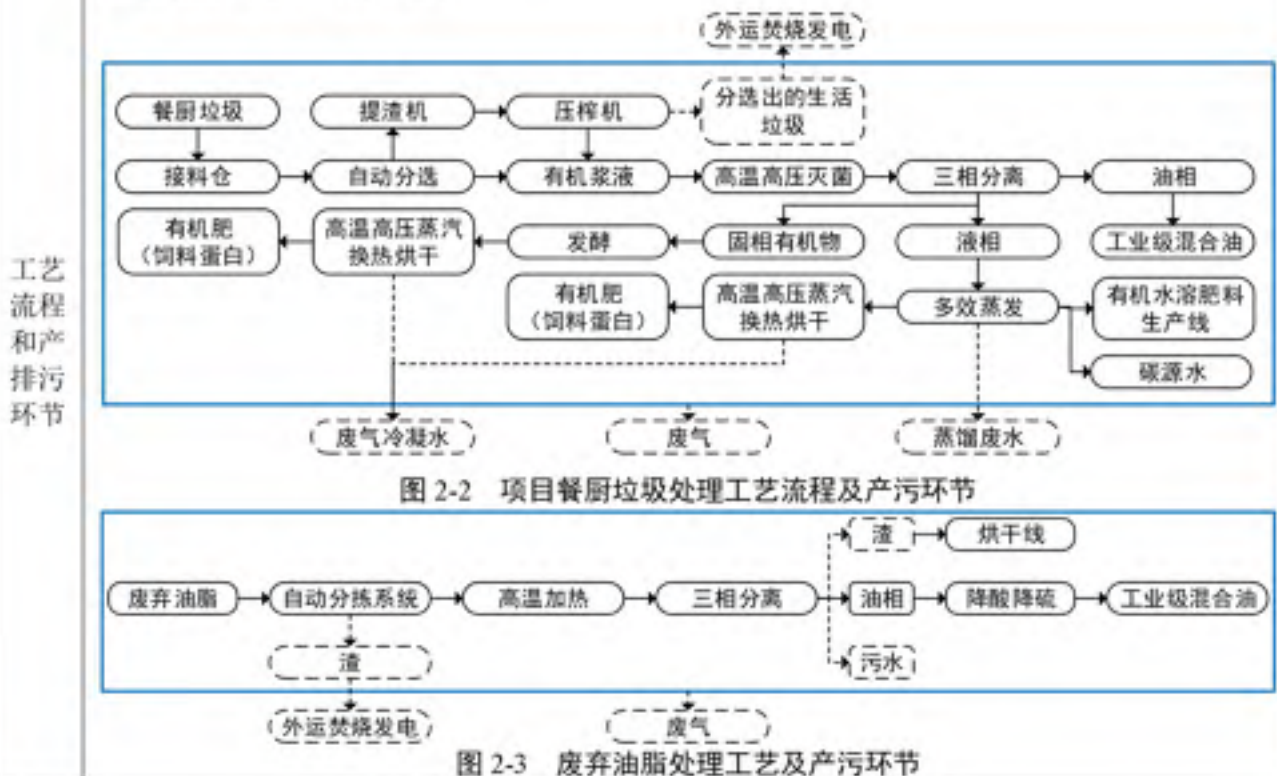 工艺
流程
和产
排污
环节
外运焚烧发电
餐厨垃圾
提渣机
压榨机
分选出的生活
垃圾
接料仓
自动分选
有机浆液
高温高压灭菌
三相分离
油相
有机肥
（饲料蛋白）
高温高压蒸汽
换热烘干
发酵
固相有机物
液相
工业级混合油
有机肥
（饲料蛋白）
高温高压蒸汽
换热烘干
多效蒸发
有机水溶肥料
生产线
碳源水
废气冷凝水
废气
蒸馏废水
图 2-2 项目餐厨垃圾处理工艺流程及产污环节
渣
烘干线
废弃油脂
自动分拣系统
高温加热
三相分离
油相
降酸降硫
工业级混合油
渣
污水
外运焚烧发电
废气
图 2-3 废弃油脂处理工艺及产污环节